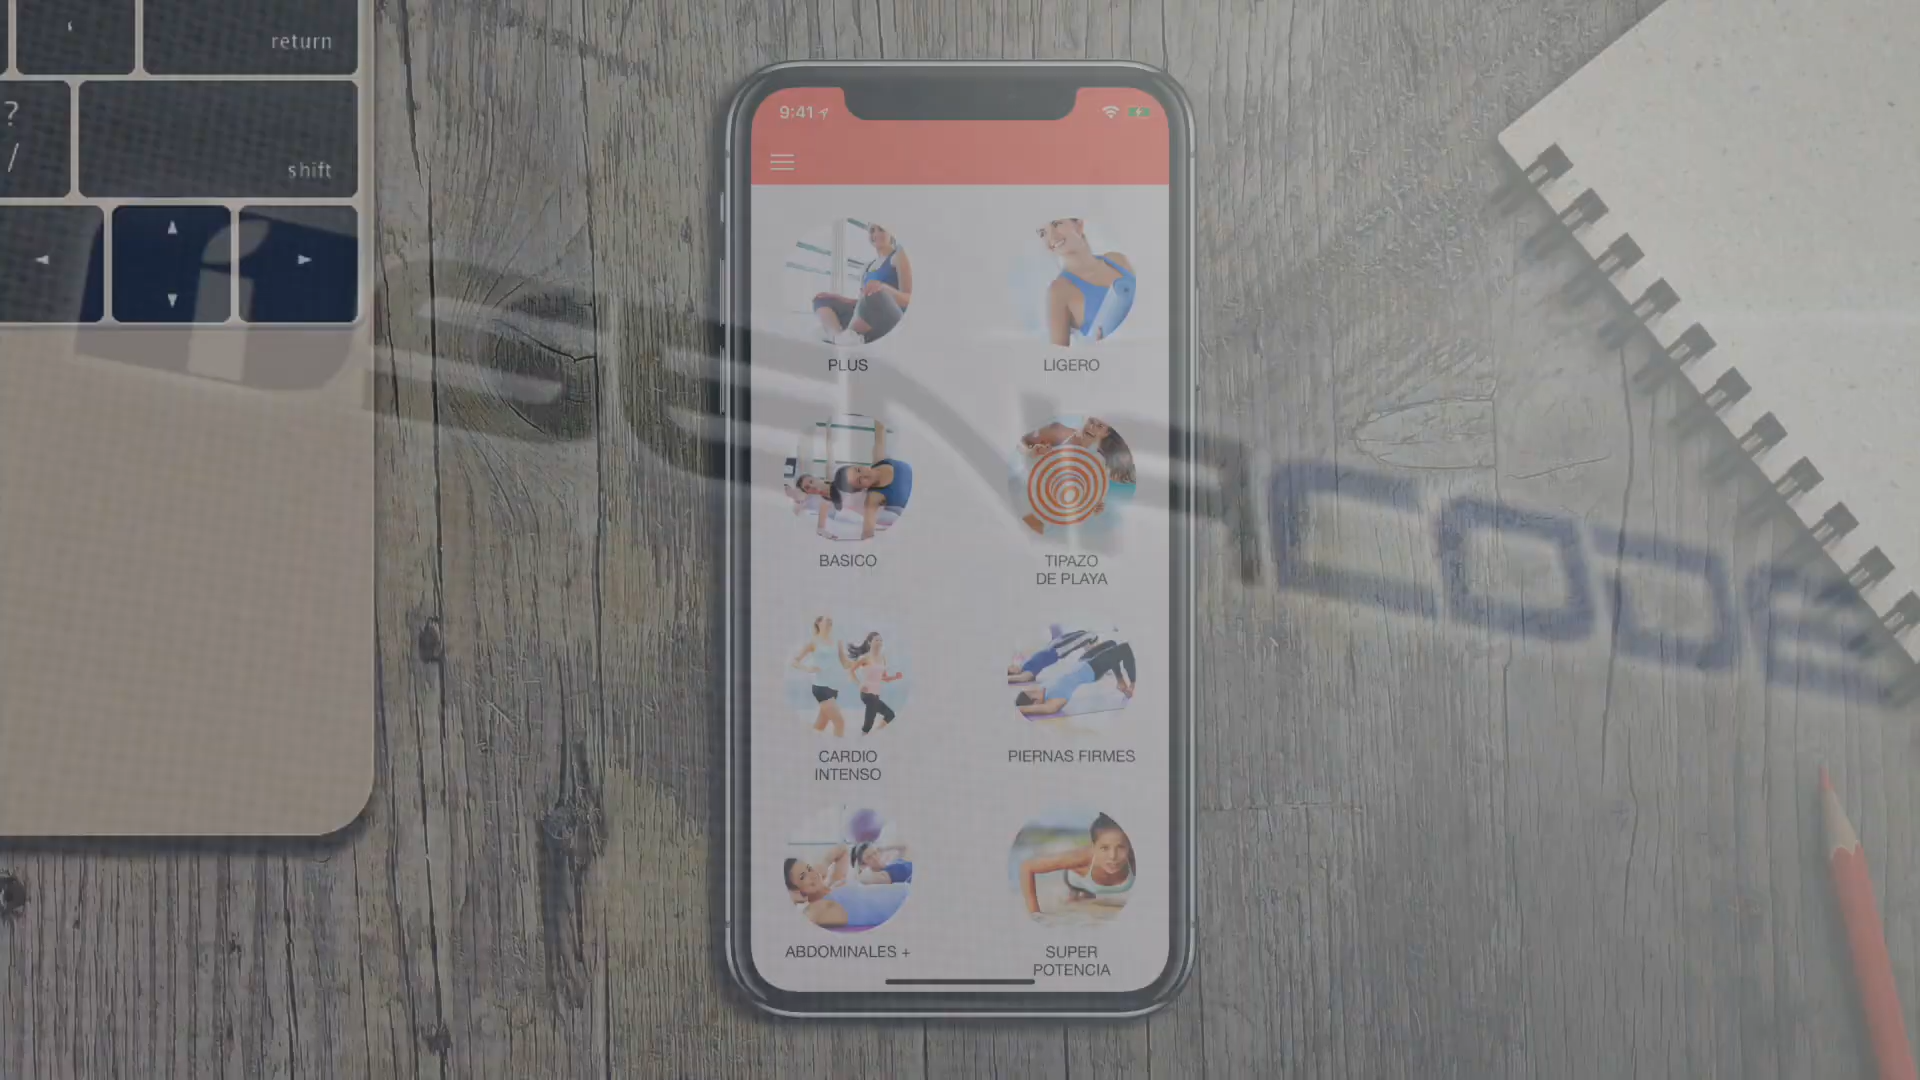 return
?
/
shift
9:41
PLUS
LIGERO
BASICO
TIPAZO
DE PLAYA
CARDIO
INTENSO
PIERNAS FIRMES
ABDOMINALES +
SUPER
POTENCIA